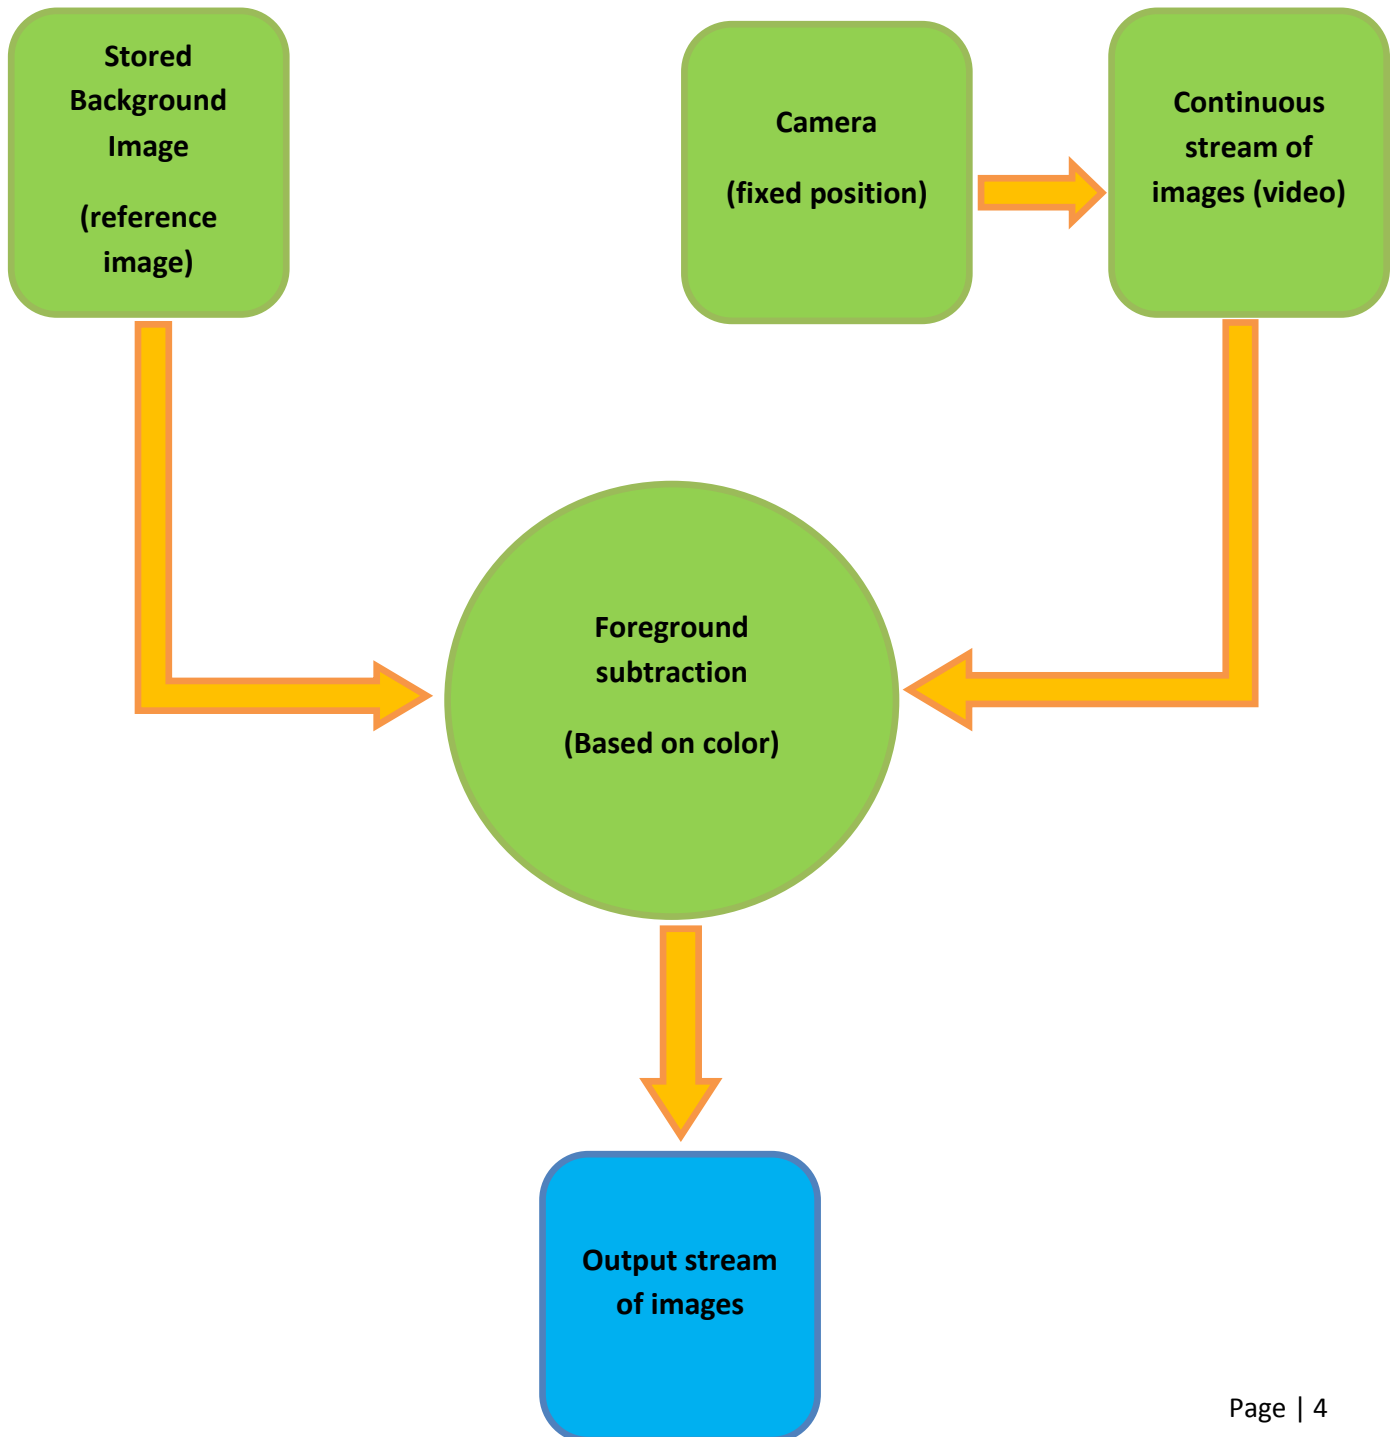 Stored
Background
Image
(reference
image)
Camera
(fixed position)
Continuous
stream of
images (video)
Foreground
subtraction
(Based on color)
Output stream
of images
Page | 4